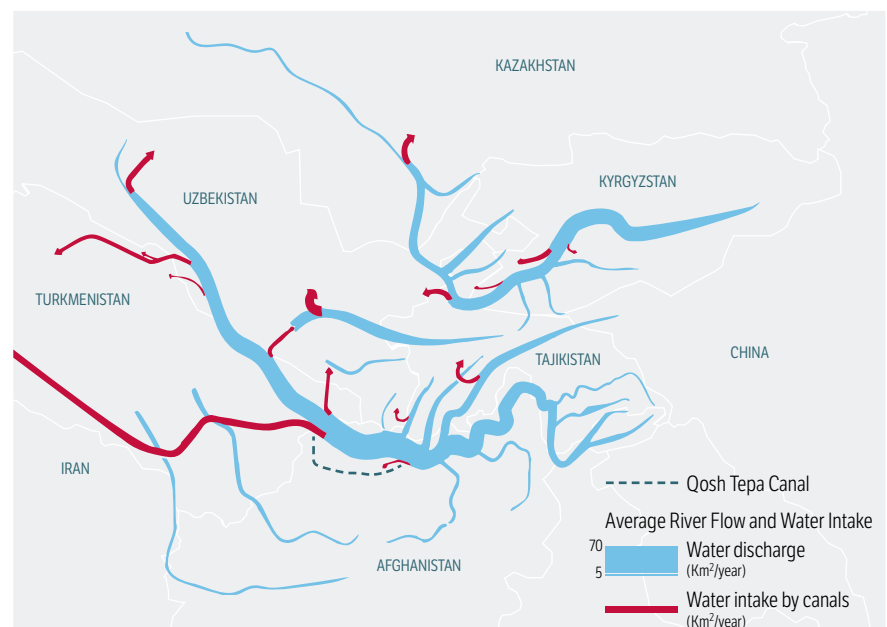 KAZAKHSTAN
KYRGYZSTAN
UZBEKISTAN
TURKMENISTAN
CHINA
TAJIKISTAN
IRAN
AFGHANISTAN
Qosh Tepa Canal
Average River Flow and Water Intake
70
Water discharge
5
(Km²/year)
Water intake by canals
(Km²/year)